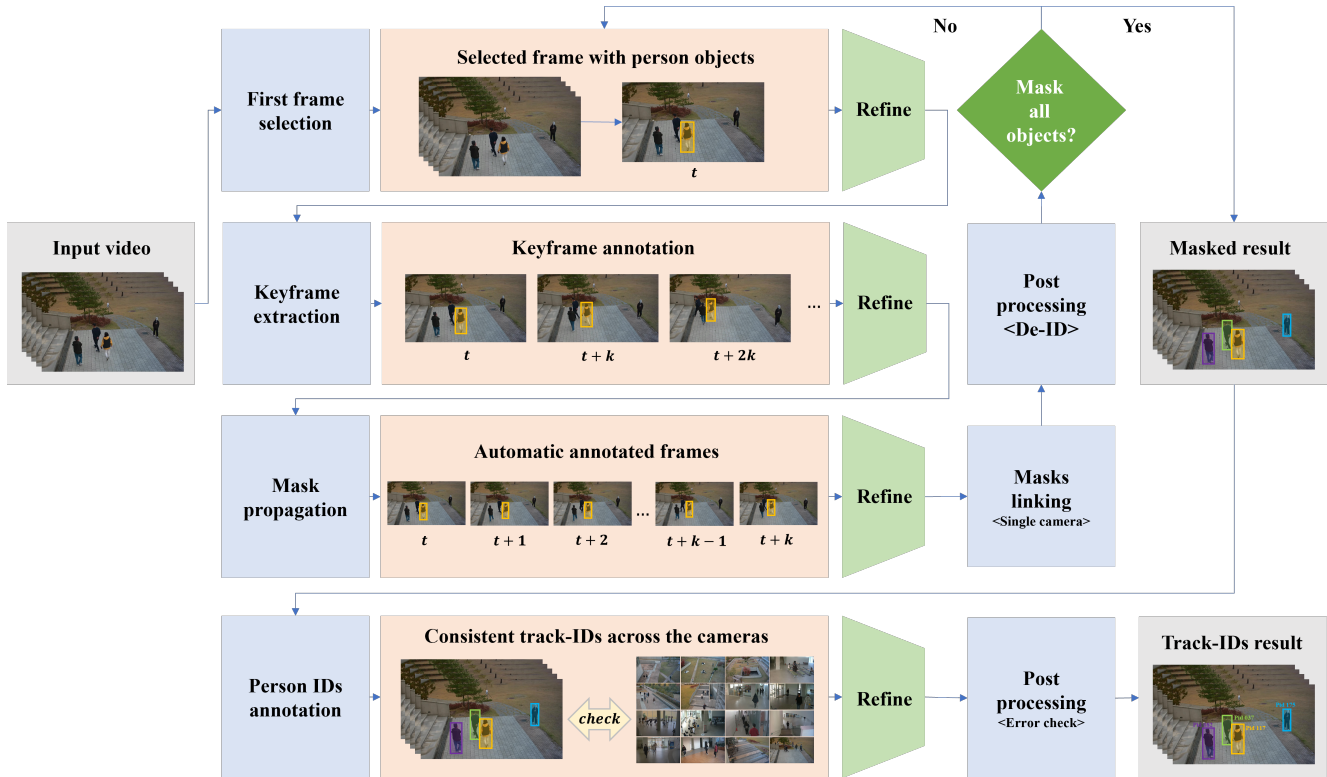 No
Yes
First frame
selection
Selected frame with person objects
t
Refine
Mask
all
objects?
Input video
Keyframe
extraction
Keyframe annotation
t
t + k
t + 2k
...
Refine
Post
processing
<De-ID>
Masked result
Mask
propagation
Automatic annotated frames
t
t + 1
t + 2
...
t + k − 1
t + k
Refine
Masks
linking
<Single camera>
Person IDs
annotation
Consistent track-IDs across the cameras
check
Refine
Post
processing
<Error check>
Track-IDs result